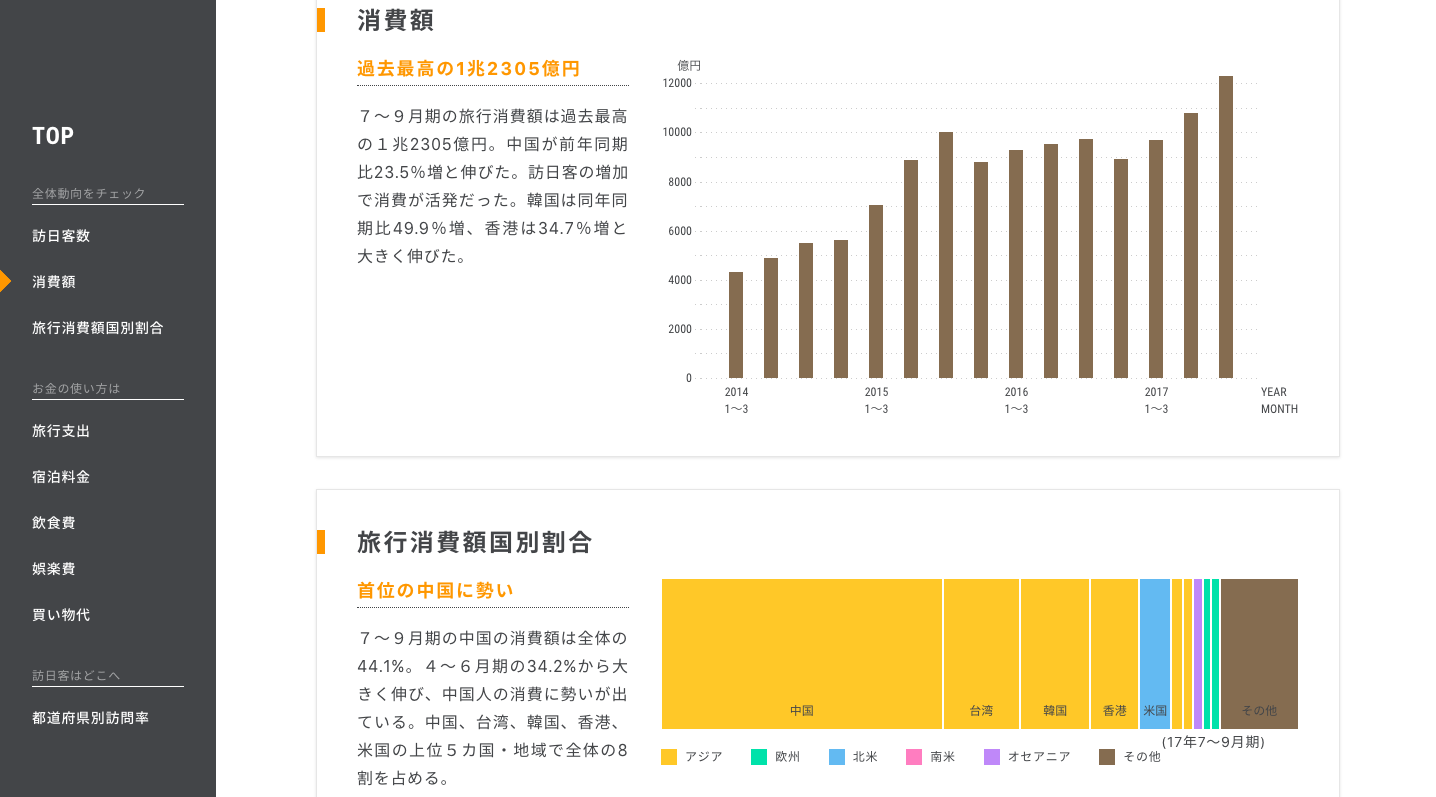 TOP
全体動向をチェック
訪日客数
消費額
旅行消費額国別割合
お金の使い方は
旅行支出
宿泊料金
飲食費
娯楽費
買い物代
訪日客はどこへ
都道府県別訪問率
消費額
過去最高の1兆2305億円
７〜９月期の旅行消費額は過去最高
の１兆2305億円。中国が前年同期
比23.5％増と伸びた。訪日客の増加
で消費が活発だった。韓国は同年同
期比49.9％増、香港は34.7％増と
大きく伸びた。
億円
12000
10000
8000
6000
4000
2000
0
2014 2015 2016 2017 YEAR
1〜3 1〜3 1〜3 1〜3 MONTH
旅行消費額国別割合
首位の中国に勢い
７〜９月期の中国の消費額は全体の
44.1%。４〜６月期の34.2%から大
きく伸び、中国人の消費に勢いが出
ている。中国、台湾、韓国、香港、
米国の上位５カ国・地域で全体の8
割を占める。
中国 台湾 韓国 香港 米国 その他
(17年7〜9月期)
アジア 欧州 北米 南米 オセアニア その他